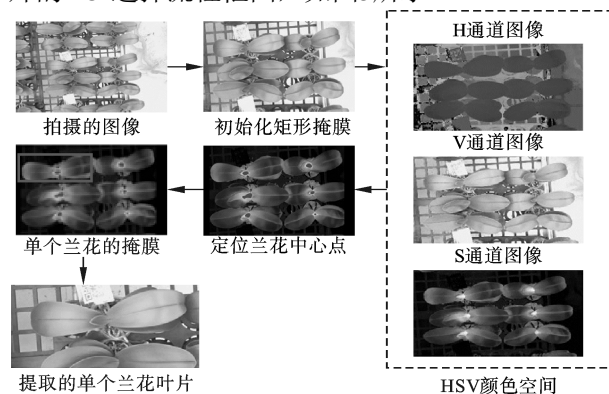 H通道图像
拍摄的图像
初始化矩形掩膜
V通道图像
单个兰花的掩膜
定位兰花中心点
S通道图像
提取的单个兰花叶片
HSV颜色空间